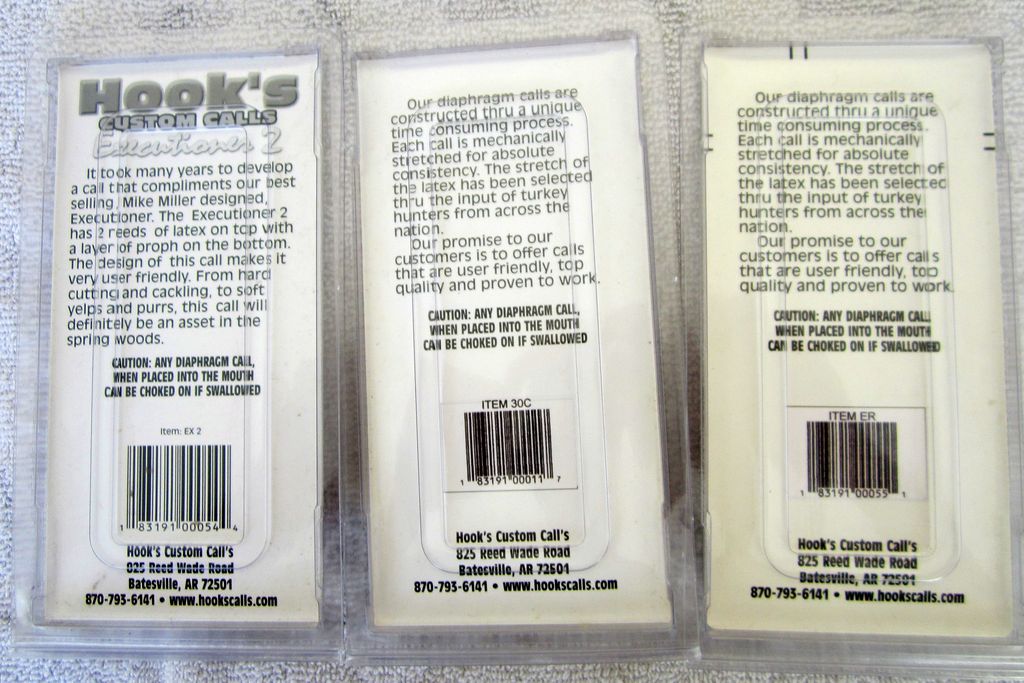 Hook's
CUSTOM CALLS
Executioner 2
It took many years to develop
a call that compliments our best
selling, Mike Miller designed,
Executioner. The Executioner 2
has 2 reeds of latex on top with
a layer of proph on the bottom.
The design of this call makes it
very user friendly. From hard
cutting and cackling, to soft
yelps and purrs, this call will
definitely be an asset in the
spring woods.
CAUTION: ANY DIAPHRAGM CALL,
WHEN PLACED INTO THE MOUTH
CAN BE CHOKED ON IF SWALLOWED
Item: EX 2
1 83191 00054 4
Hook's Custom Call's
825 Reed Wade Road
Batesville, AR 72501
870-793-6141 • www.hookscalls.com
Our diaphragm calls are
constructed thru a unique
time consuming process.
Each call is mechanically
stretched for absolute
consistency. The stretch of
the latex has been selected
thru the input of turkey
hunters from across the
nation.
Our promise to our
customers is to offer calls
that are user friendly, top
quality and proven to work.
CAUTION: ANY DIAPHRAGM CALL,
WHEN PLACED INTO THE MOUTH
CAN BE CHOKED ON IF SWALLOWED
ITEM 30C
1 83191 00011 7
Hook's Custom Call's
825 Reed Wade Road
Batesville, AR 72501
870-793-6141 • www.hookscalls.com
Our diaphragm calls are
constructed thru a unique
time consuming process.
Each call is mechanically
stretched for absolute
consistency. The stretch of
the latex has been selected
thru the input of turkey
hunters from across the
nation.
Our promise to our
customers is to offer calls
that are user friendly, top
quality and proven to work.
CAUTION: ANY DIAPHRAGM CALL,
WHEN PLACED INTO THE MOUTH
CAN BE CHOKED ON IF SWALLOWED
ITEM ER
1 83191 00055 1
Hook's Custom Call's
825 Reed Wade Road
Batesville, AR 72501
870-793-6141 • www.hookscalls.com